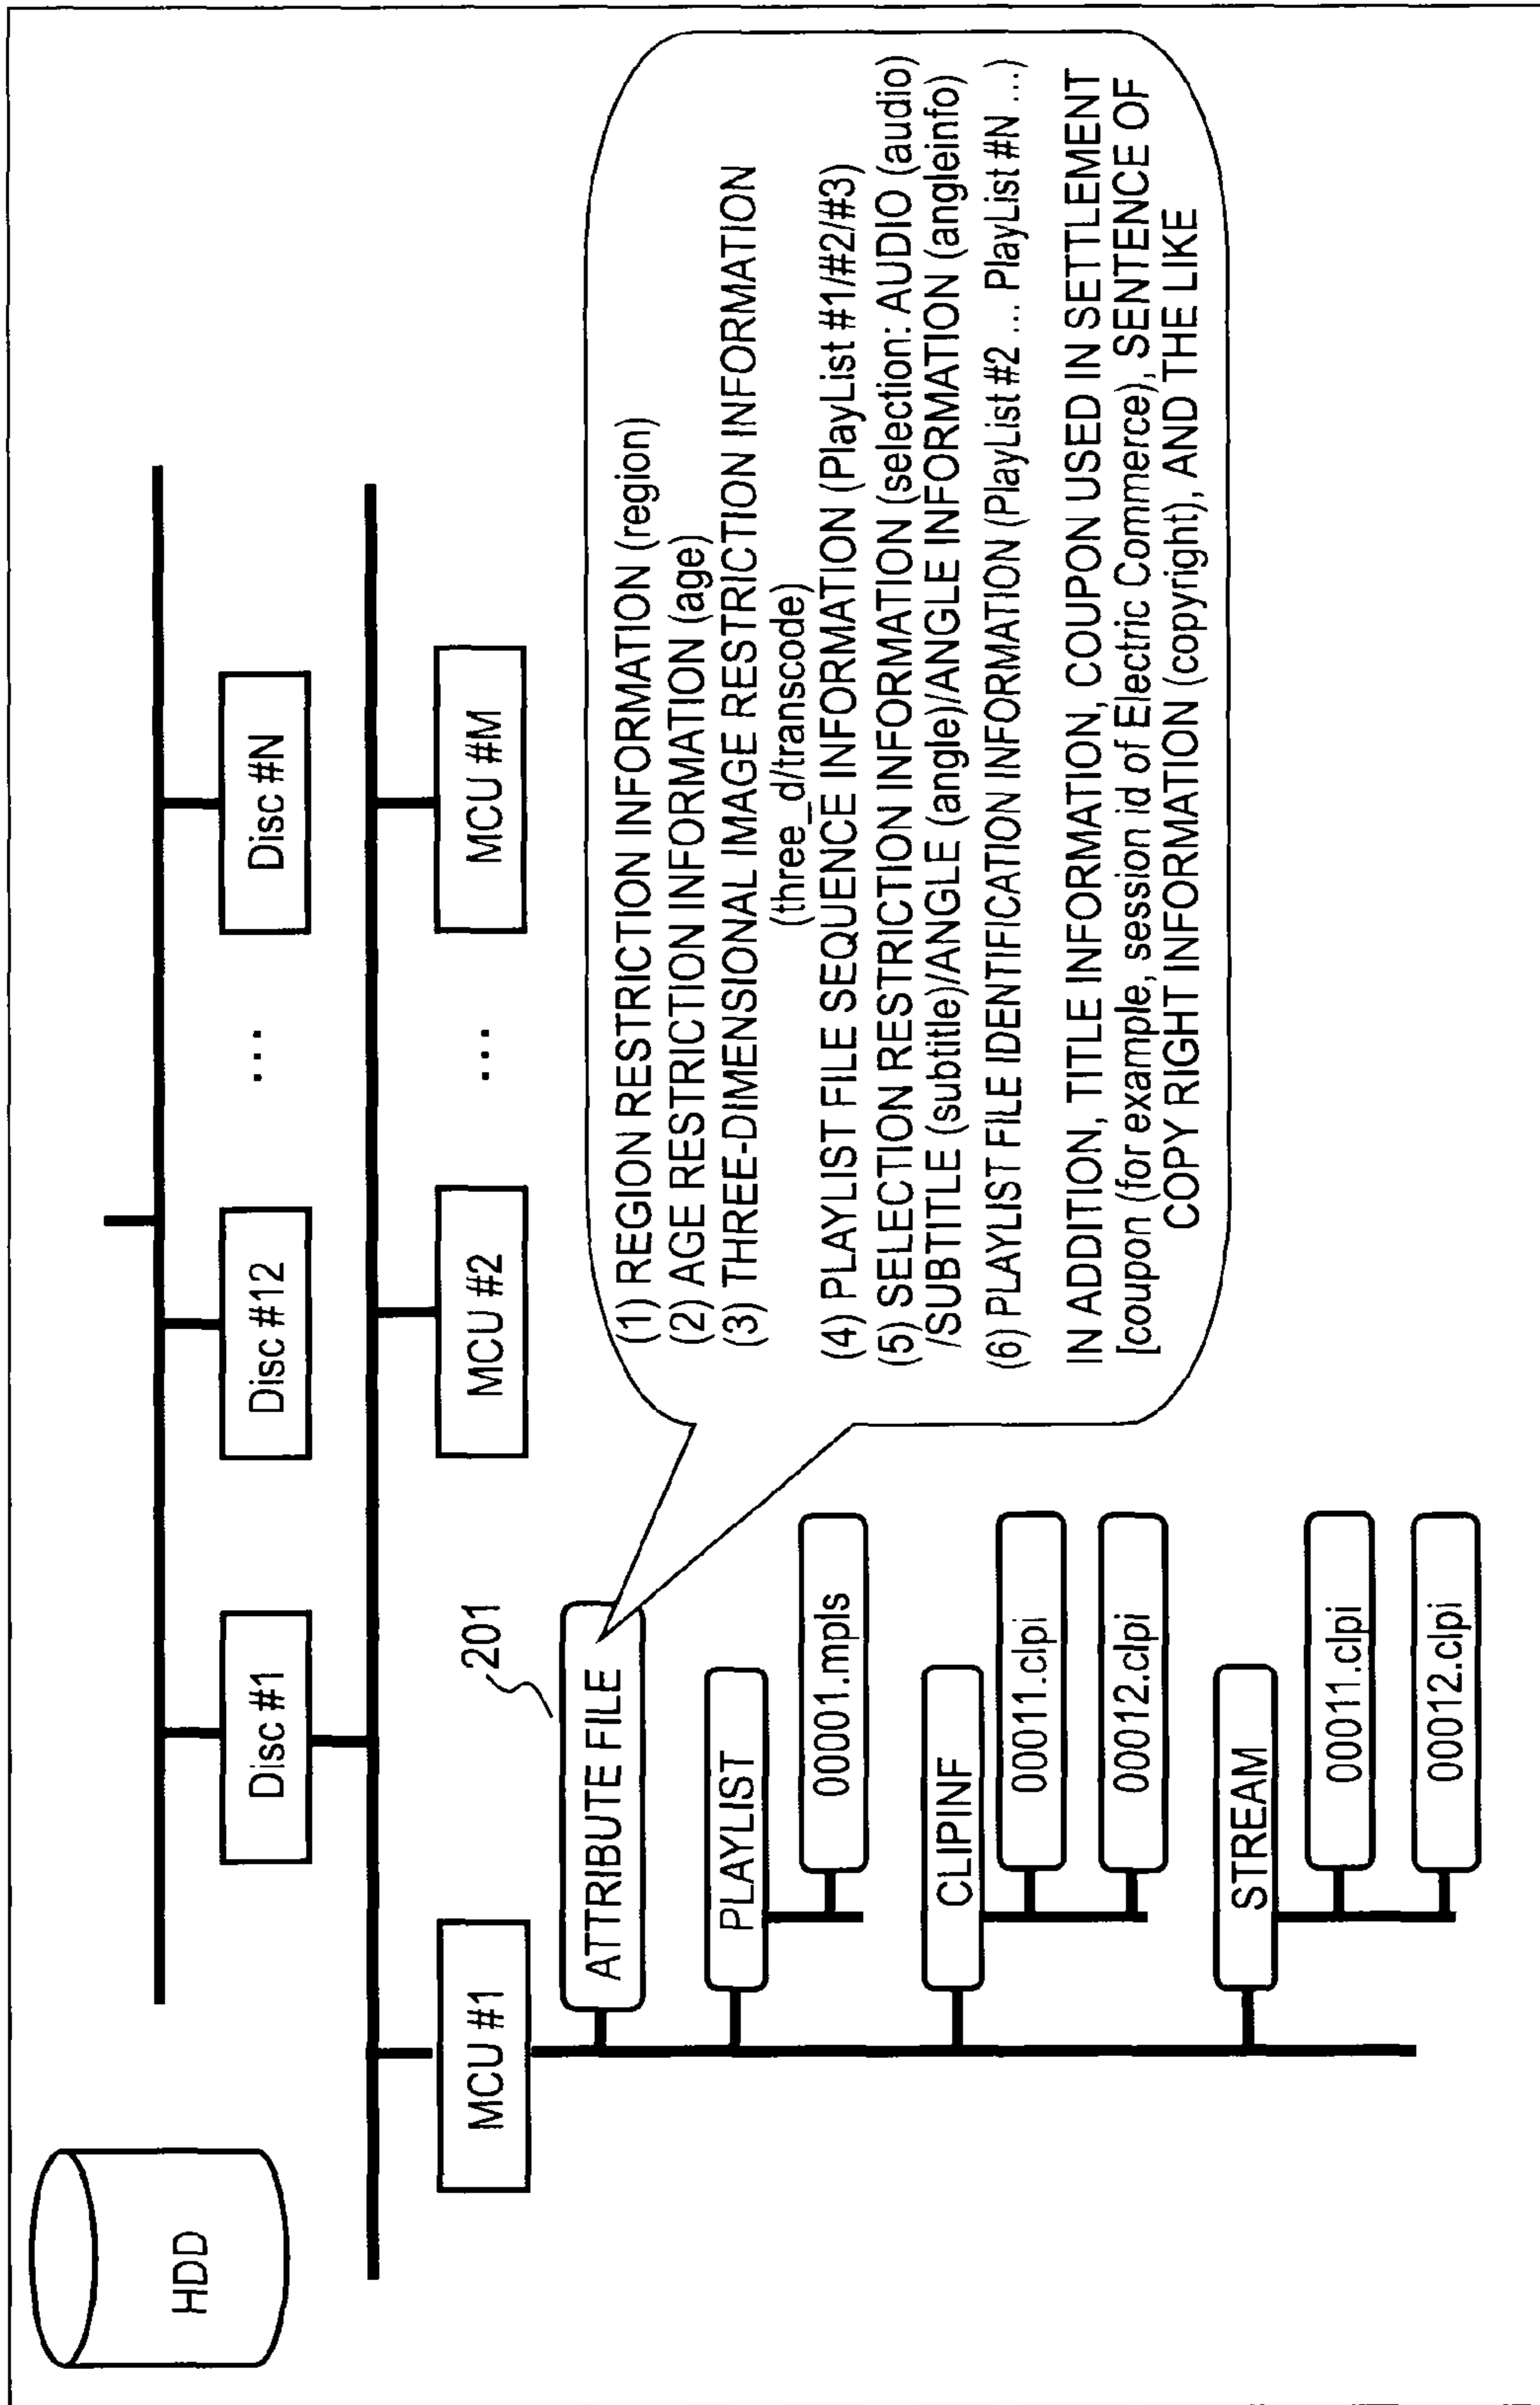 HDD
Disc #1
Disc #12
...
Disc #N
MCU #1
MCU #2
...
MCU #M
201
ATTRIBUTE FILE
PLAYLIST
00001.mpls
CLIPINF
00011.clpi
00012.clpi
STREAM
00011.clpi
00012.clpi
(1) REGION RESTRICTION INFORMATION (region)
(2) AGE RESTRICTION INFORMATION (age)
(3) THREE-DIMENSIONAL IMAGE RESTRICTION INFORMATION
(three_d/transcode)
(4) PLAYLIST FILE SEQUENCE INFORMATION (PlayList #1/#2/#3)
(5) SELECTION RESTRICTION INFORMATION (selection: AUDIO (audio)
/SUBTITLE (subtitle)/ANGLE (angle)/ANGLE INFORMATION (angleinfo)
(6) PLAYLIST FILE IDENTIFICATION INFORMATION (PlayList #2 ... PlayList #N ...)
IN ADDITION, TITLE INFORMATION, COUPON USED IN SETTLEMENT
[coupon (for example, session id of Electric Commerce), SENTENCE OF
COPY RIGHT INFORMATION (copyright), AND THE LIKE